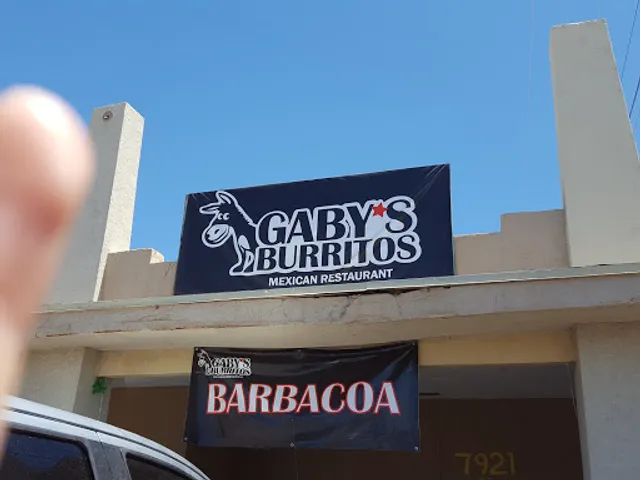 GABY'S
BURRITOS
MEXICAN RESTAURANT
GABY'S
BURRITOS
BARBACOA
7921